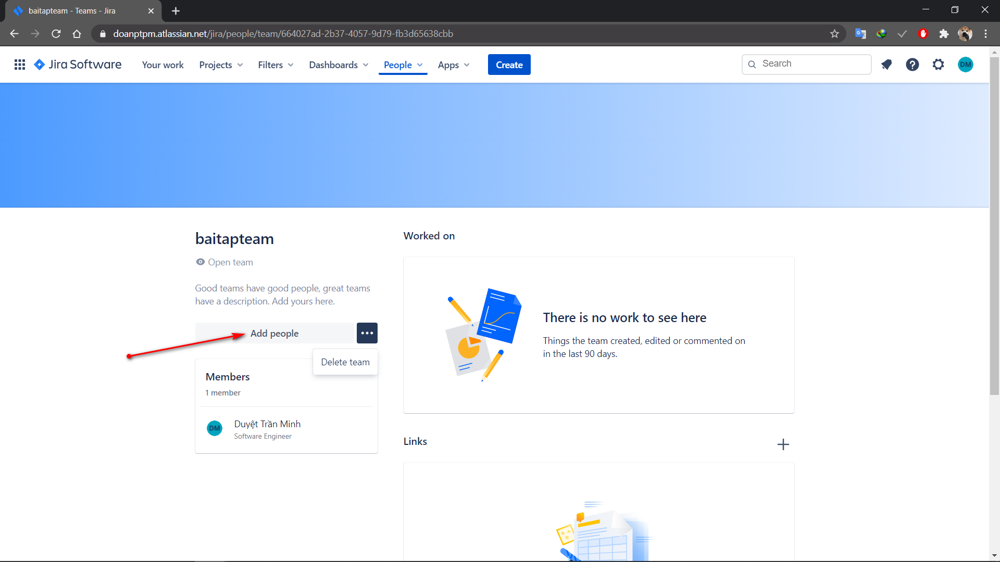 baitapteam - Teams - Jira
doanptpm.atlassian.net/jira/people/team/664027ad-2b37-4057-9d79-fb3d65638cbb
Jira Software
Your work
Projects
Filters
Dashboards
People
Apps
Create
Search
DM
baitapteam
Open team
Good teams have good people, great teams
have a description. Add yours here.
Add people
Delete team
Members
1 member
DM
Duyệt Trần Minh
Software Engineer
Worked on
There is no work to see here
Things the team created, edited or commented on
in the last 90 days.
Links